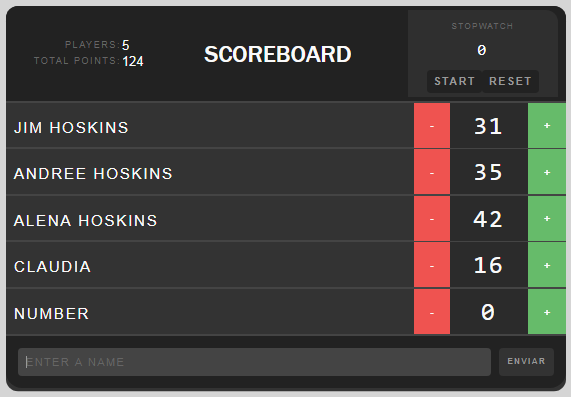 PLAYERS: 5
TOTAL POINTS: 124
SCOREBOARD
STOPWATCH
0
START RESET
JIM HOSKINS - 31 +
ANDREE HOSKINS - 35 +
ALENA HOSKINS - 42 +
CLAUDIA - 16 +
NUMBER - 0 +
ENTER A NAME ENVIAR